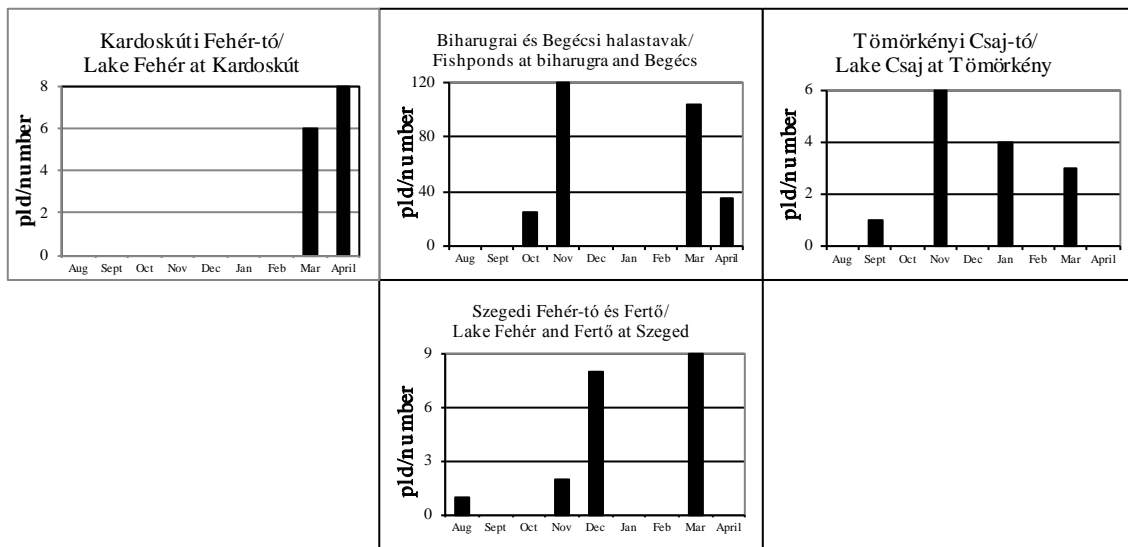 Kardoskúti Fehér-tó/
Lake Fehér at Kardoskút
pld/number
8
6
4
2
0
Aug Sept Oct Nov Dec Jan Feb Mar April
Biharugrai és Begécsi halastavak/
Fishponds at biharugra and Begécs
pld/number
120
80
40
0
Aug Sept Oct Nov Dec Jan Feb Mar April
Tömörkényi Csaj-tó/
Lake Csaj at Tömörkény
pld/number
6
4
2
0
Aug Sept Oct Nov Dec Jan Feb Mar April
Szegedi Fehér-tó és Fertő/
Lake Fehér and Fertő at Szeged
pld/number
9
6
3
0
Aug Sept Oct Nov Dec Jan Feb Mar April